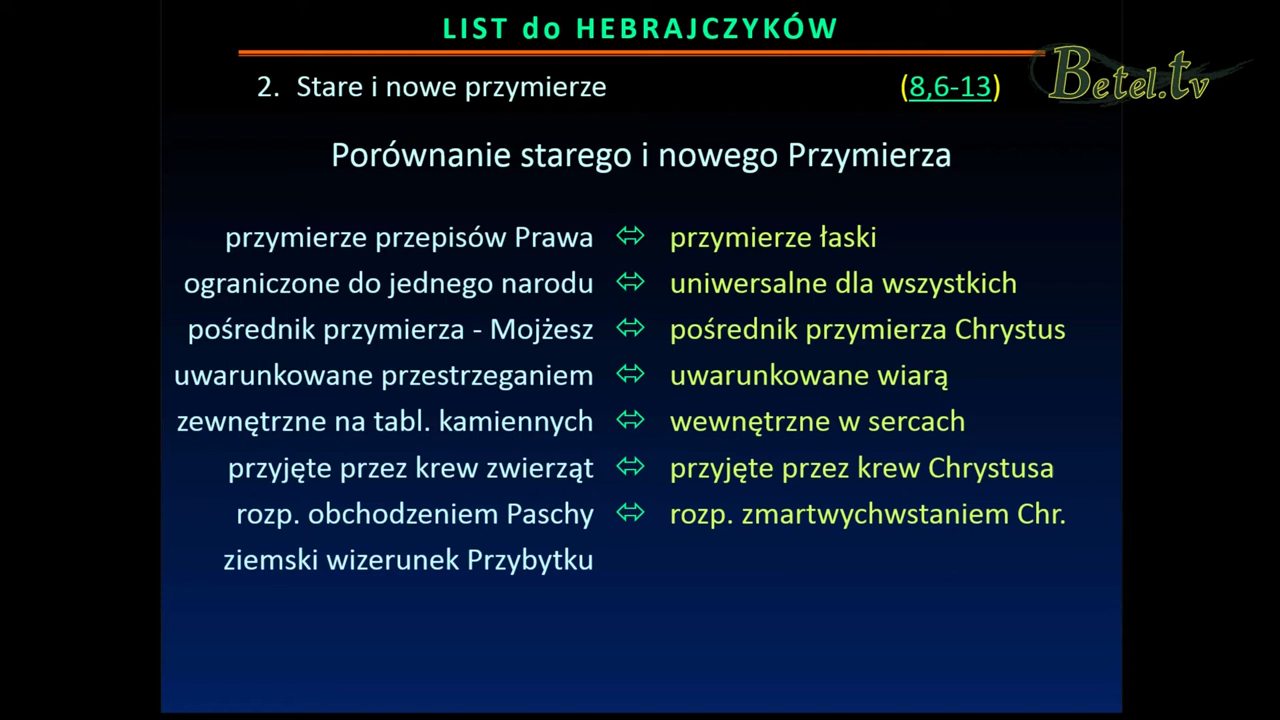 LIST do HEBRAJCZYKÓW
2. Stare i nowe przymierze (8,6-13)
Betel.tv
Porównanie starego i nowego Przymierza
przymierze przepisów Prawa ⬄ przymierze łaski
ograniczone do jednego narodu ⬄ uniwersalne dla wszystkich
pośrednik przymierza - Mojżesz ⬄ pośrednik przymierza Chrystus
uwarunkowane przestrzeganiem ⬄ uwarunkowane wiarą
zewnętrzne na tabl. kamiennych ⬄ wewnętrzne w sercach
przyjęte przez krew zwierząt ⬄ przyjęte przez krew Chrystusa
rozp. obchodzeniem Paschy ⬄ rozp. zmartwychwstaniem Chr.
ziemski wizerunek Przybytku